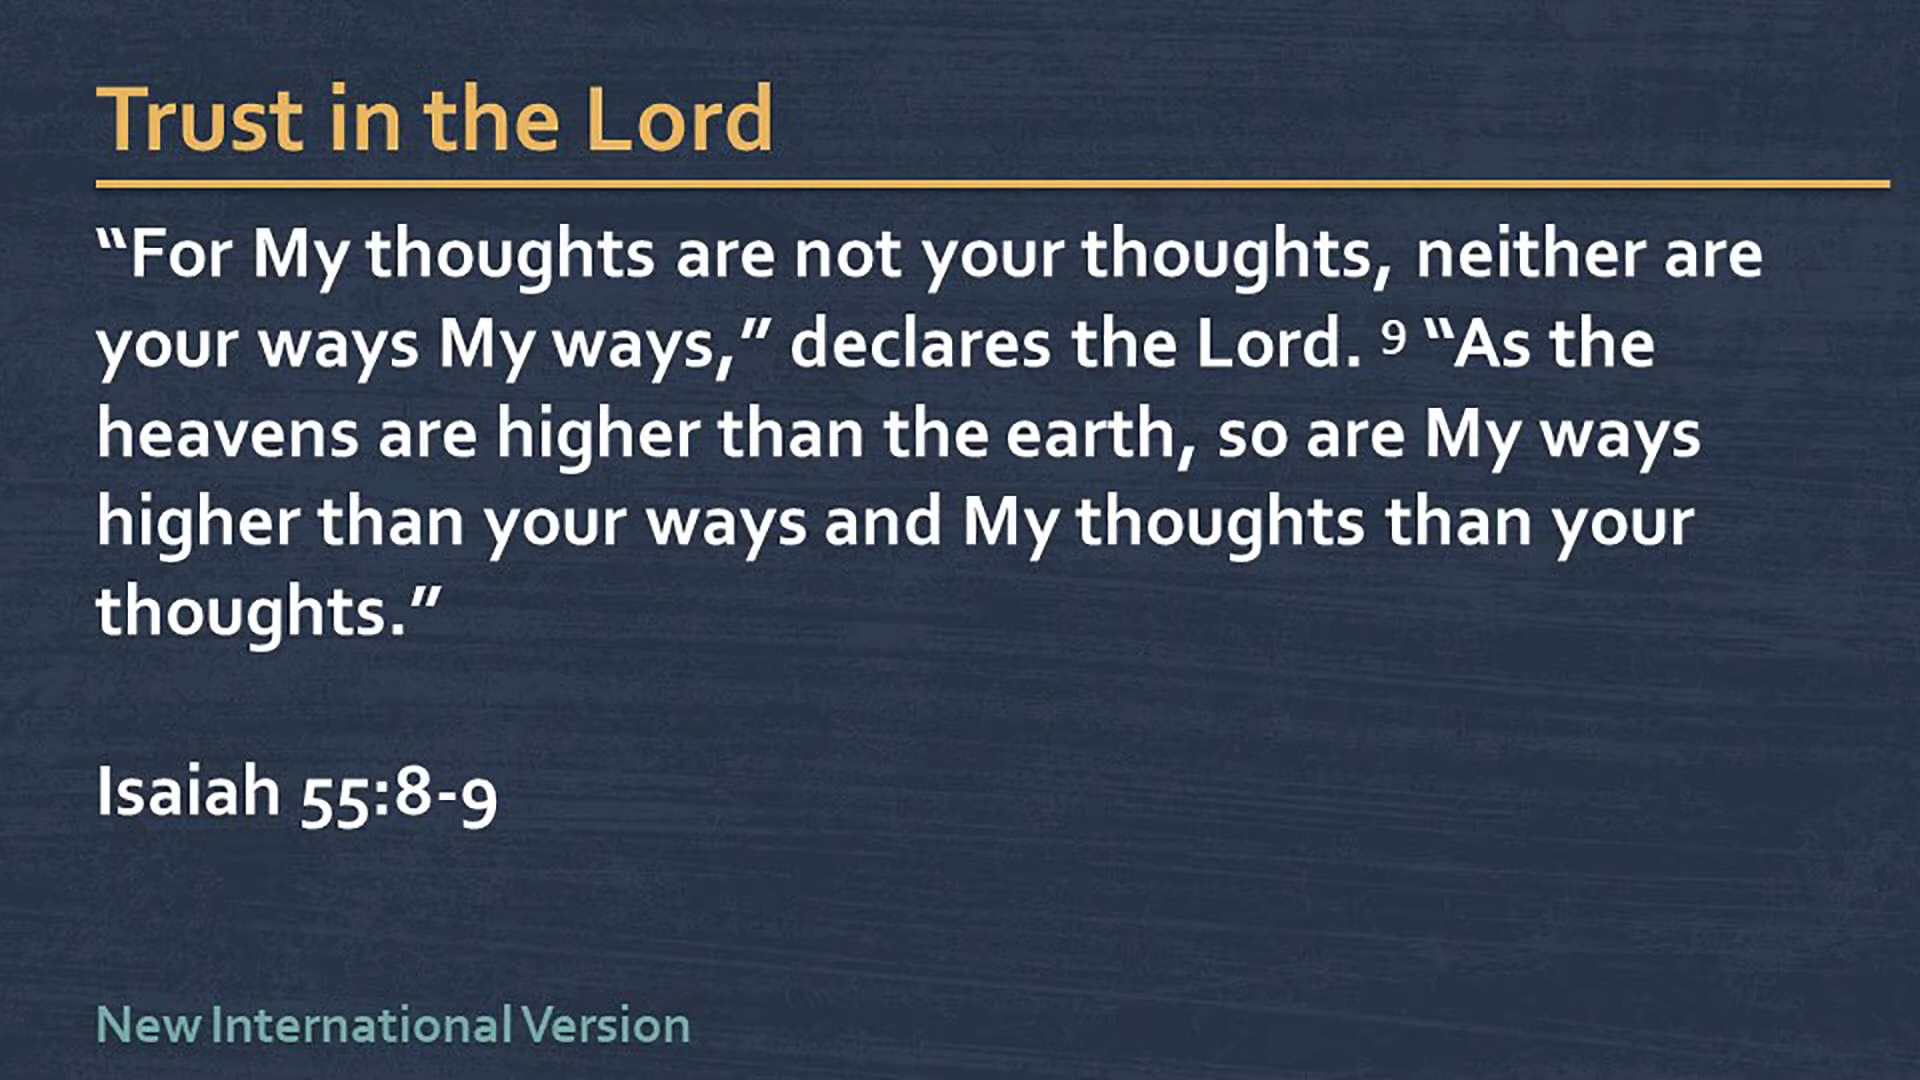 Trust in the Lord
“For My thoughts are not your thoughts, neither are
your ways My ways,” declares the Lord. ⁹ “As the
heavens are higher than the earth, so are My ways
higher than your ways and My thoughts than your
thoughts.”
Isaiah 55:8-9
New International Version